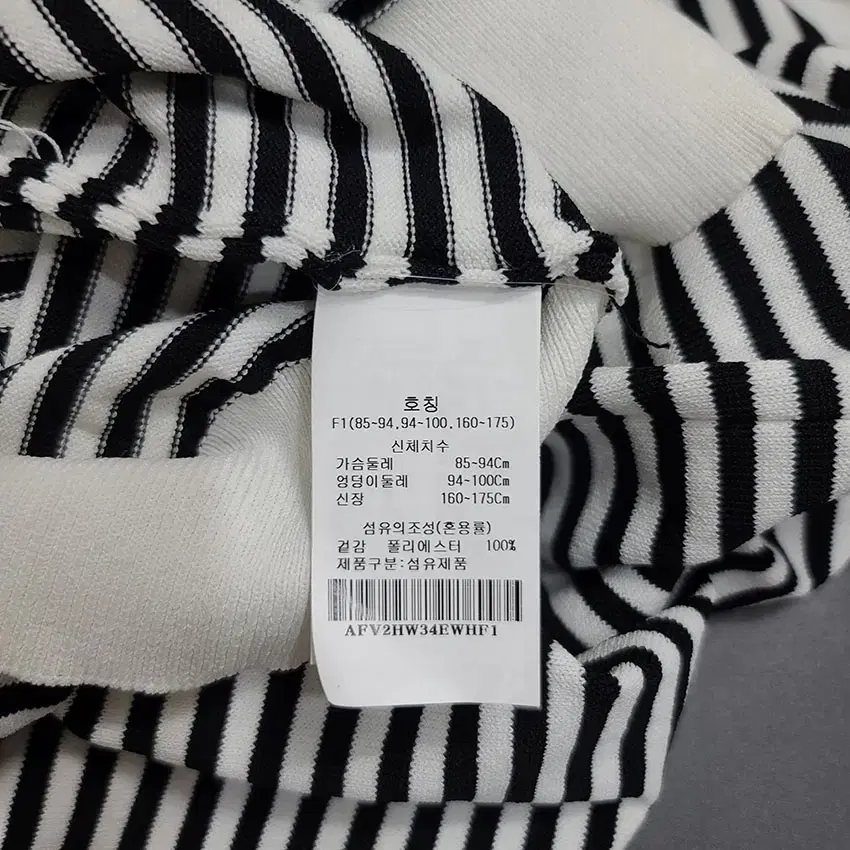 호칭
F1(85~94,94~100,160~175)
신체치수
가슴둘레 85~94Cm
엉덩이둘레 94~100Cm
신장 160~175Cm
섬유의조성(혼용률)
겉감 폴리에스터 100%
제품구분:섬유제품
AFV2HW34EWHF1